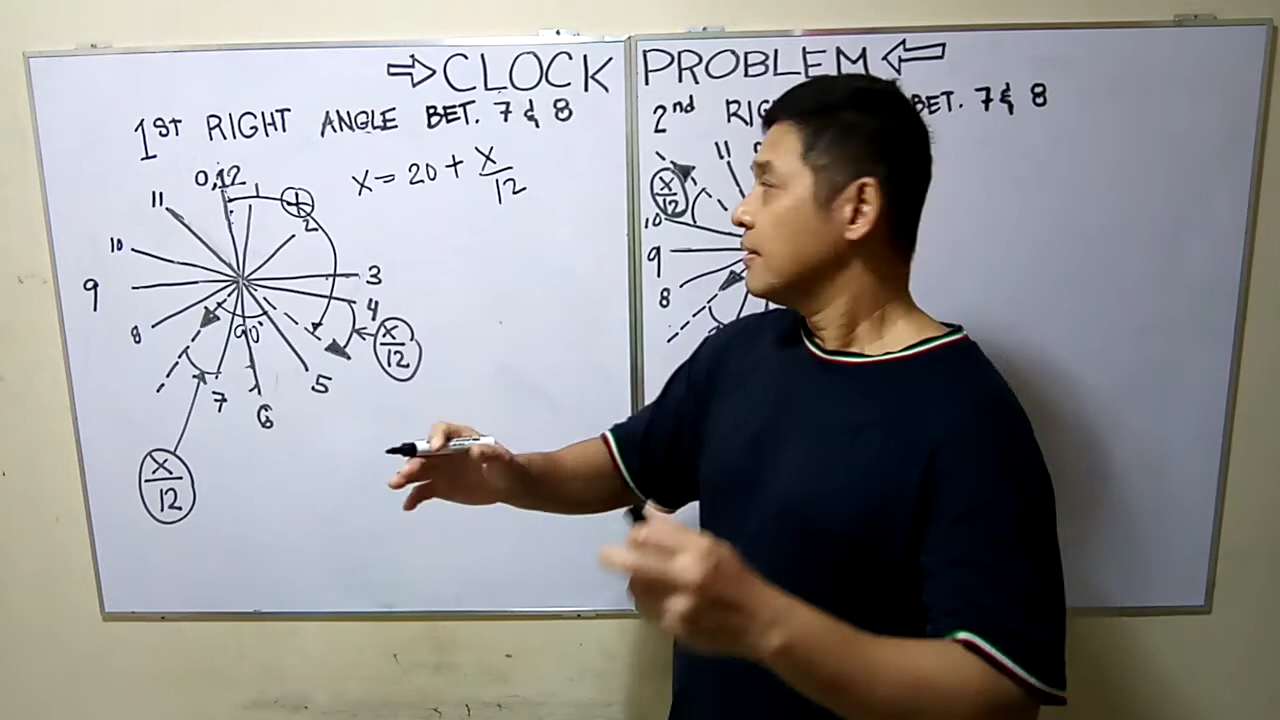 ⇒ CLOCK PROBLEM ⇐
1ST RIGHT ANGLE BET. 7 & 8
x = 20 + x/12
0,12
1
2
3
4
5
6
7
8
9
10
11
x
90°
x/12
x/12
2nd BET. 7 & 8
11
10
9
8
x/12